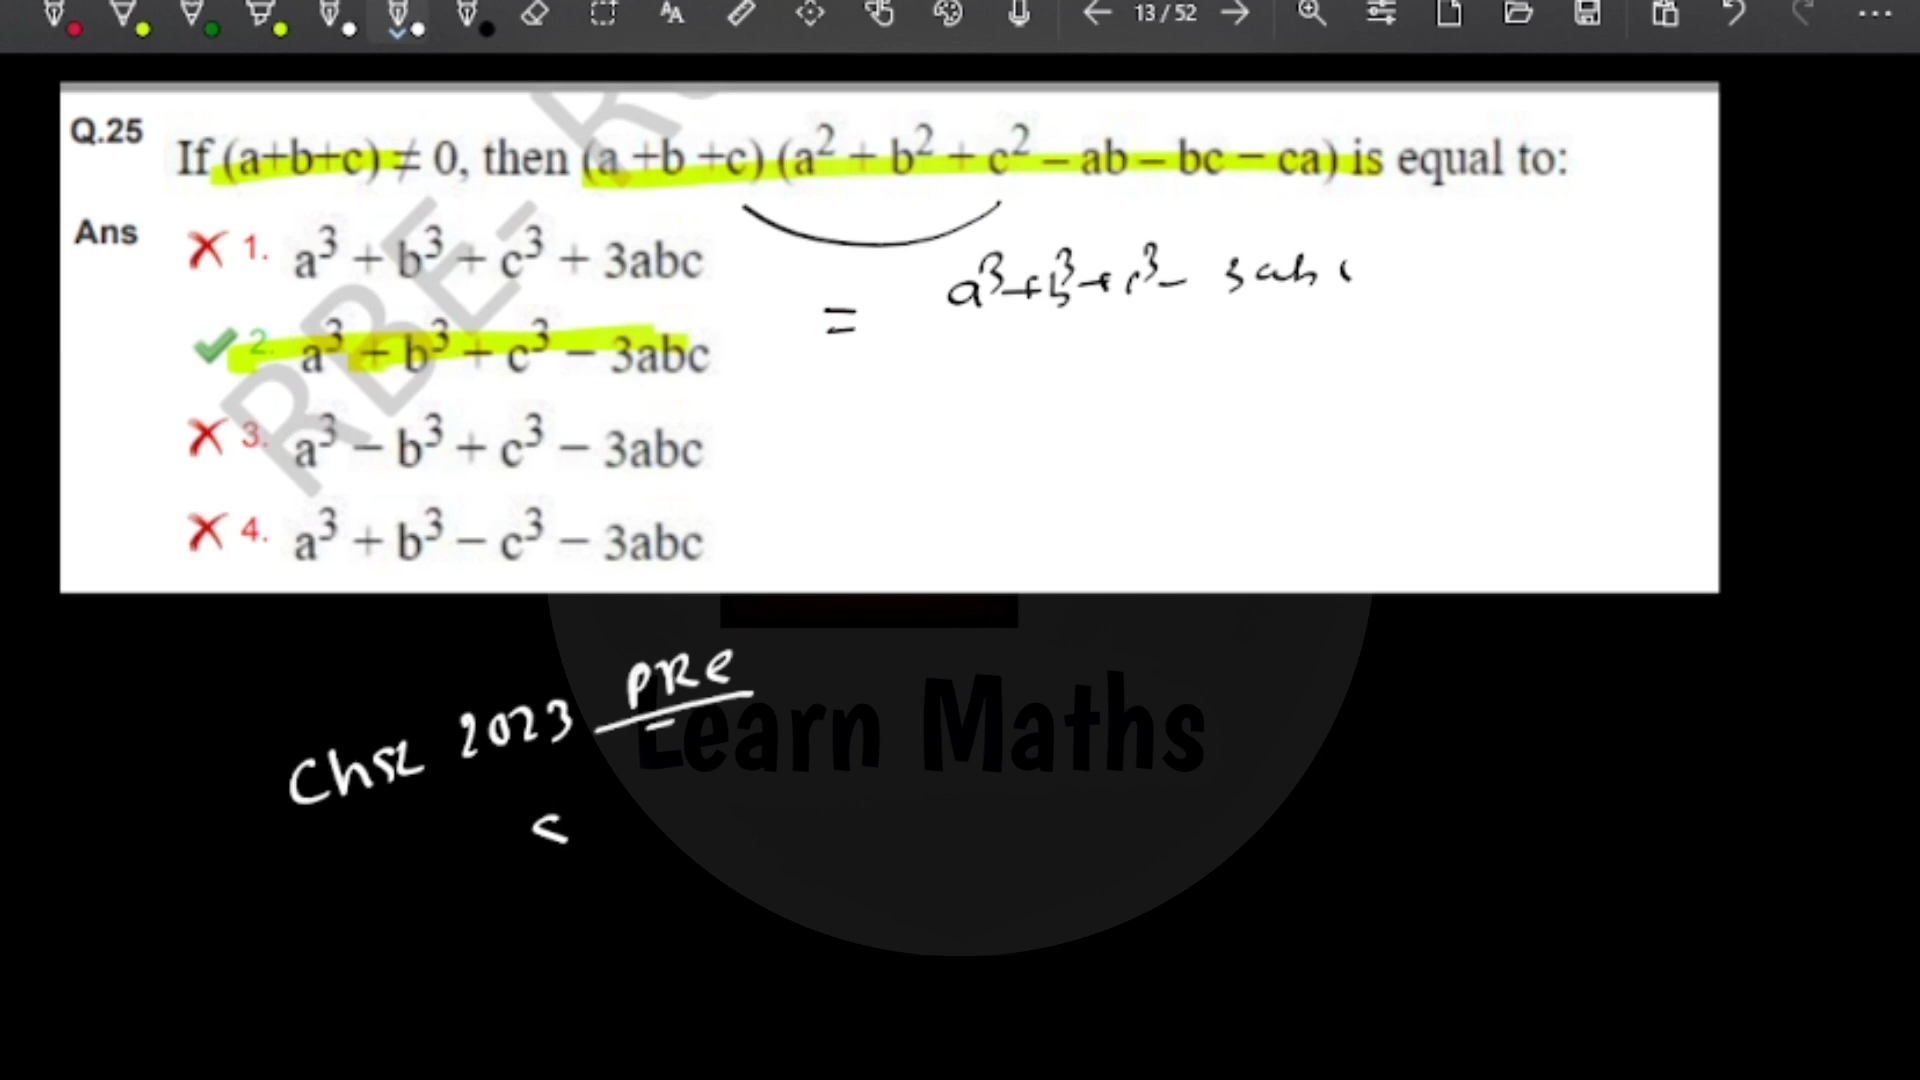 13 / 52
Q.25 If (a+b+c) ≠ 0, then (a +b +c) (a² + b² + c² – ab – bc – ca) is equal to:
Ans
1. a³ + b³ + c³ + 3abc
= a³+b³+c³- 3abc
2. a³ + b³ + c³ – 3abc
3. a³ – b³ + c³ – 3abc
4. a³ + b³ – c³ – 3abc
RBE-
PRe
Chsl 2023
Learn Maths